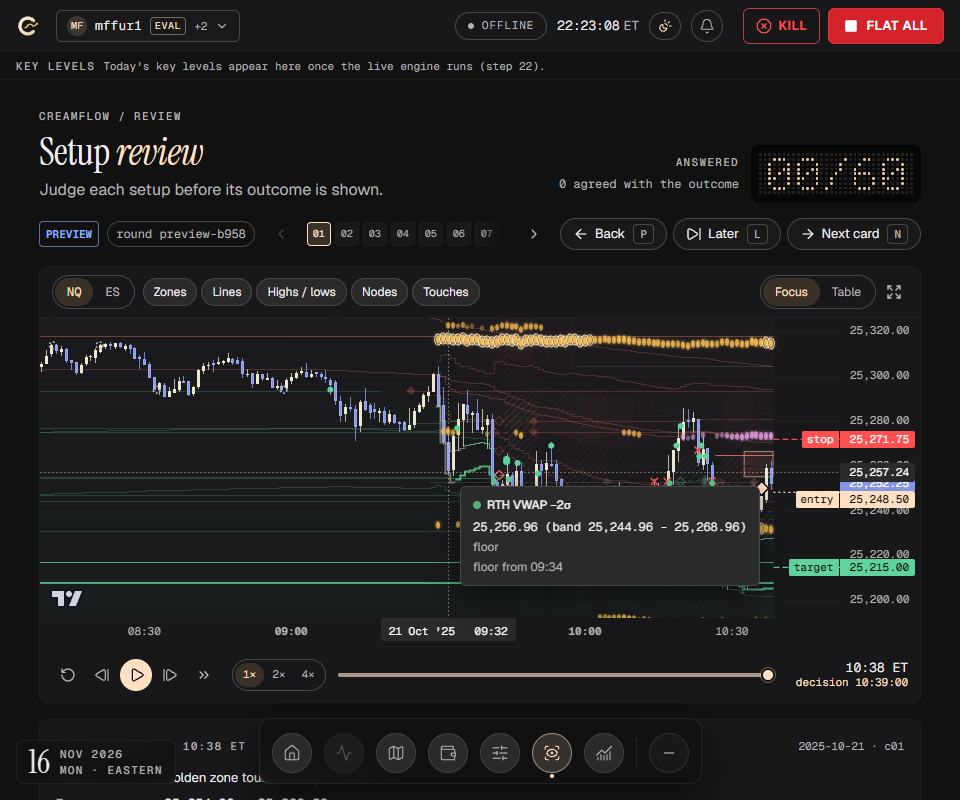 MF mffur1 EVAL +2
OFFLINE
22:23:08 ET
KILL
FLAT ALL
KEY LEVELS Today's key levels appear here once the live engine runs (step 22).
CREAMFLOW / REVIEW
Setup review
Judge each setup before its outcome is shown.
ANSWERED
0 agreed with the outcome
00/60
PREVIEW
round preview-b958
01 02 03 04 05 06 07
Back P
Later L
Next card N
NQ ES
Zones
Lines
Highs / lows
Nodes
Touches
Focus Table
25,320.00
25,300.00
25,280.00
stop 25,271.75
25,257.24
entry 25,248.50
25,240.00
25,220.00
target 25,215.00
25,200.00
RTH VWAP −2σ
25,256.96 (band 25,244.96 – 25,268.96)
floor
floor from 09:34
08:30
09:00
21 Oct '25 09:32
10:00
10:30
1× 2× 4×
10:38 ET
decision 10:39:00
10:38 ET
2025-10-21 · c01
16 NOV 2026
MON · EASTERN